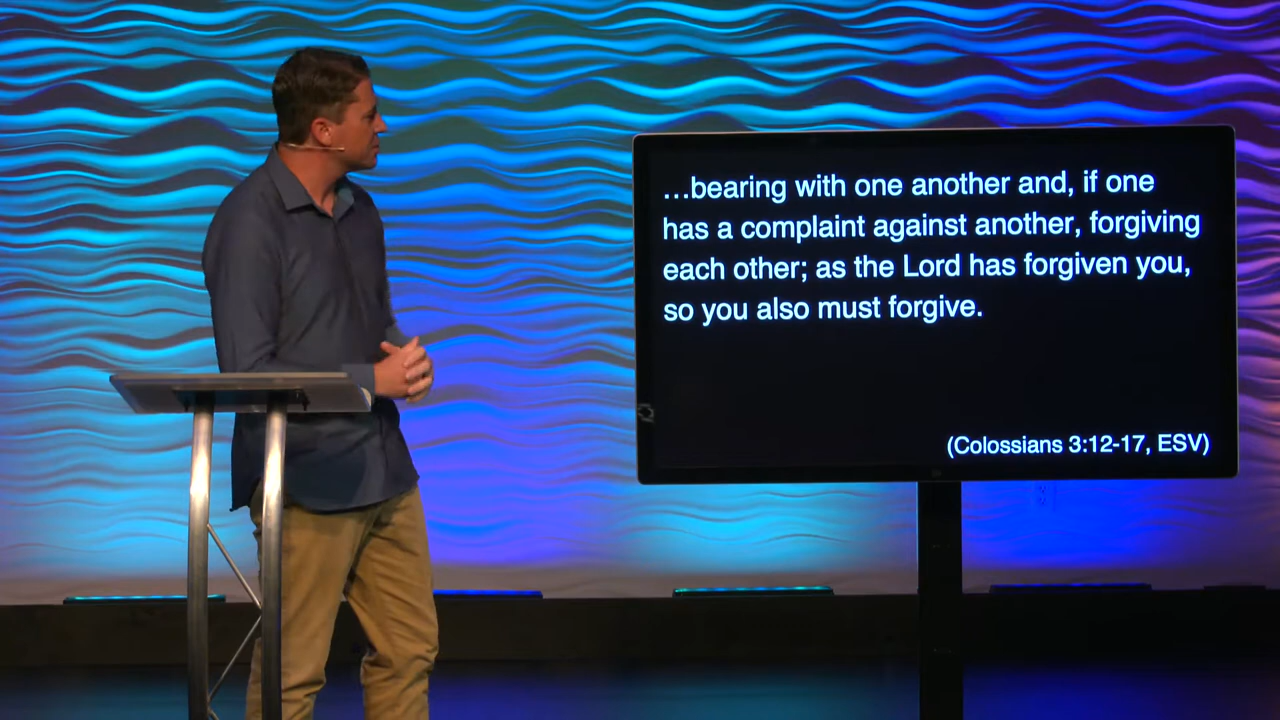 …bearing with one another and, if one
has a complaint against another, forgiving
each other; as the Lord has forgiven you,
so you also must forgive.
(Colossians 3:12-17, ESV)